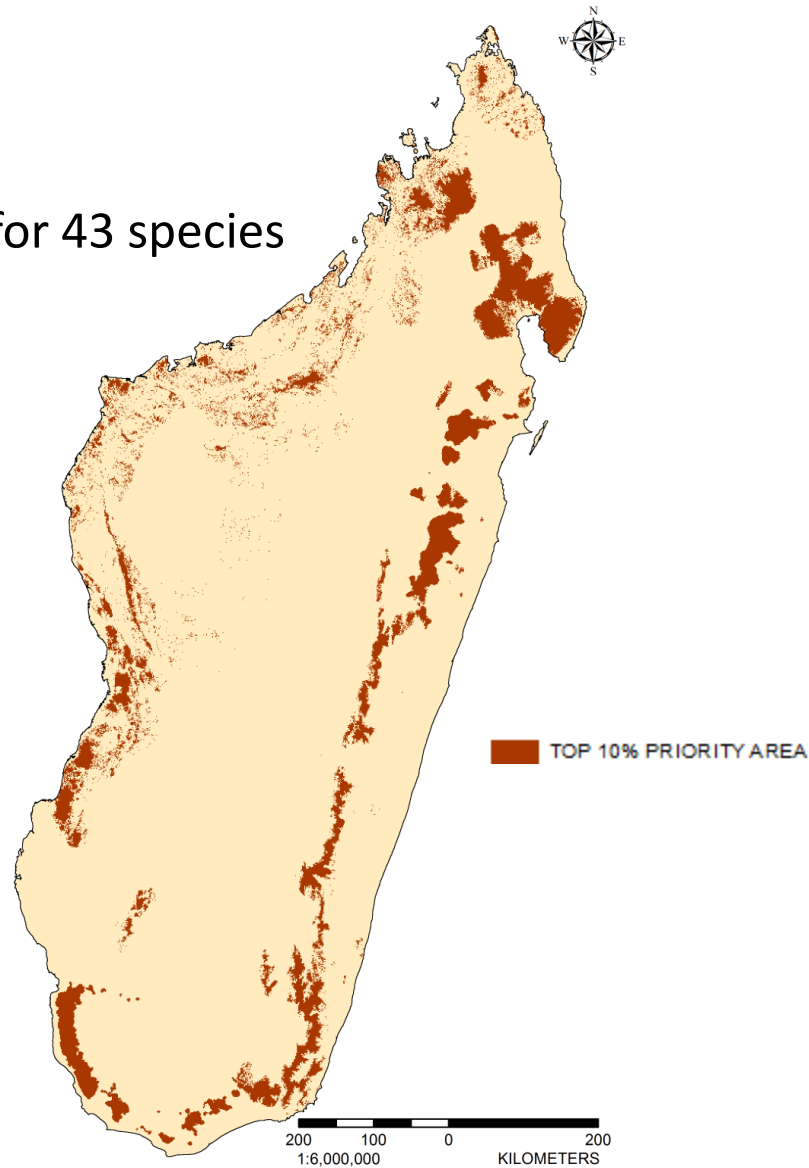 N
W E
S
for 43 species
TOP 10% PRIORITY AREA
200 100 0 200
1:6,000,000 KILOMETERS